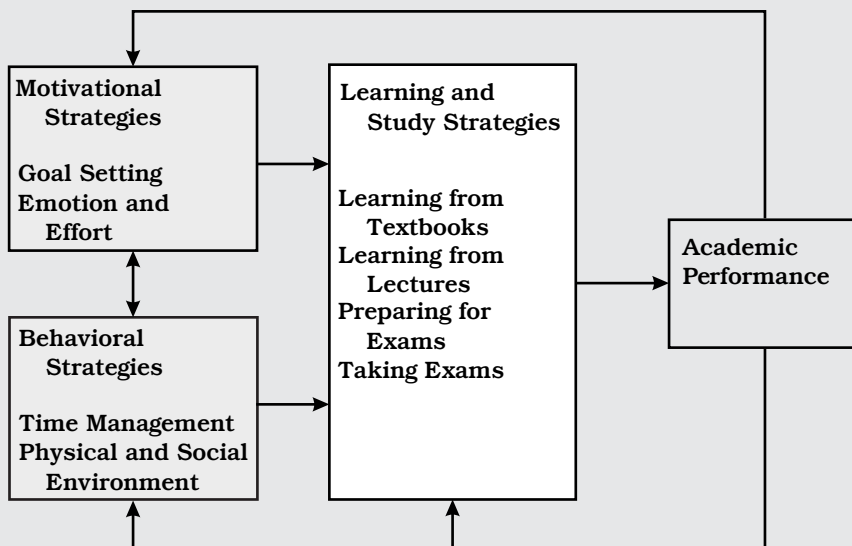 Motivational
Strategies
Goal Setting
Emotion and
Effort
Behavioral
Strategies
Time Management
Physical and Social
Environment
Learning and
Study Strategies
Learning from
Textbooks
Learning from
Lectures
Preparing for
Exams
Taking Exams
Academic
Performance